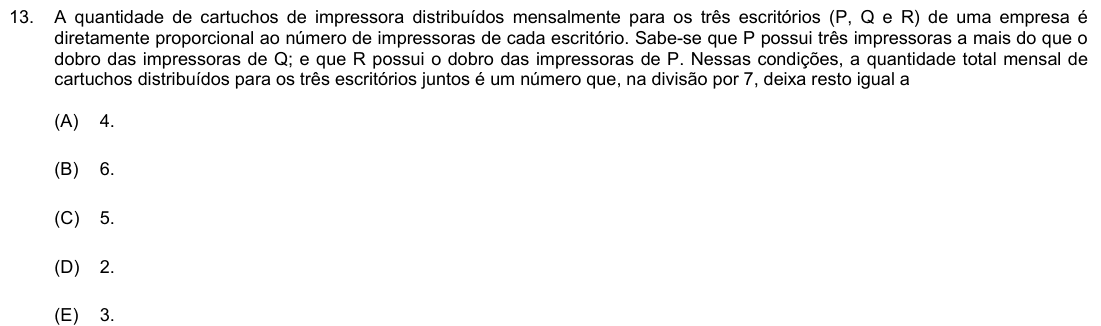 13. A quantidade de cartuchos de impressora distribuídos mensalmente para os três escritórios (P, Q e R) de uma empresa é
diretamente proporcional ao número de impressoras de cada escritório. Sabe-se que P possui três impressoras a mais do que o
dobro das impressoras de Q; e que R possui o dobro das impressoras de P. Nessas condições, a quantidade total mensal de
cartuchos distribuídos para os três escritórios juntos é um número que, na divisão por 7, deixa resto igual a
(A) 4.
(B) 6.
(C) 5.
(D) 2.
(E) 3.